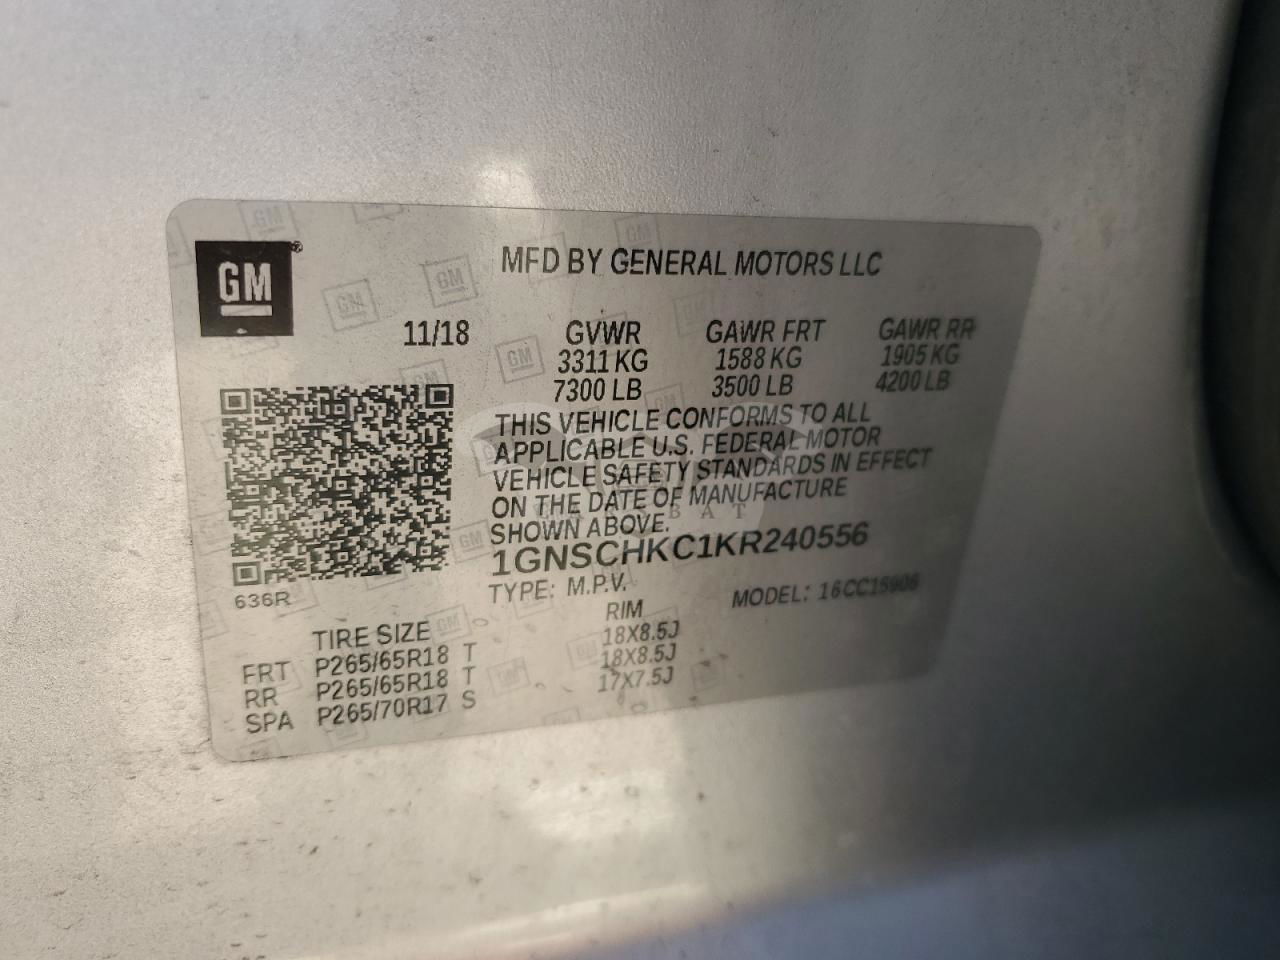 GM®
MFD BY GENERAL MOTORS LLC
11/18 GVWR GAWR FRT GAWR RR
3311 KG 1588 KG 1905 KG
7300 LB 3500 LB 4200 LB
THIS VEHICLE CONFORMS TO ALL
APPLICABLE U.S. FEDERAL MOTOR
VEHICLE SAFETY STANDARDS IN EFFECT
ON THE DATE OF MANUFACTURE
SHOWN ABOVE.
1GNSCHKC1KR240556
TYPE: M.P.V. MODEL: 16CC15906
636R
TIRE SIZE RIM
FRT P265/65R18 T 18X8.5J
RR P265/65R18 T 18X8.5J
SPA P265/70R17 S 17X7.5J